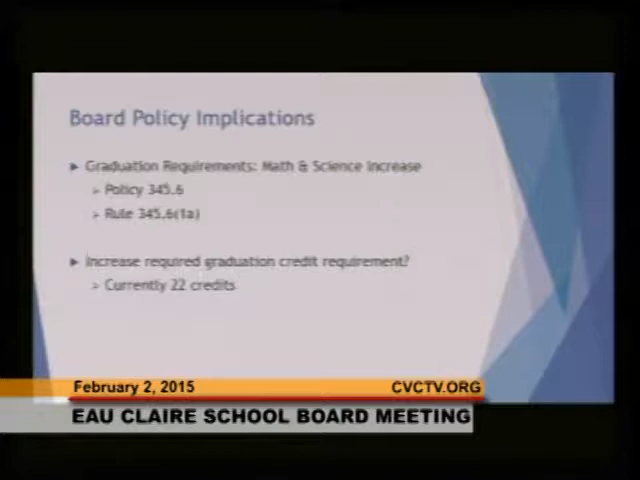 Board Policy Implications
Graduation Requirements: Math & Science Increase
Policy 345.6
Rule 345.6(1a)
Increase required graduation credit requirement?
Currently 22 credits
February 2, 2015
CVCTV.ORG
EAU CLAIRE SCHOOL BOARD MEETING